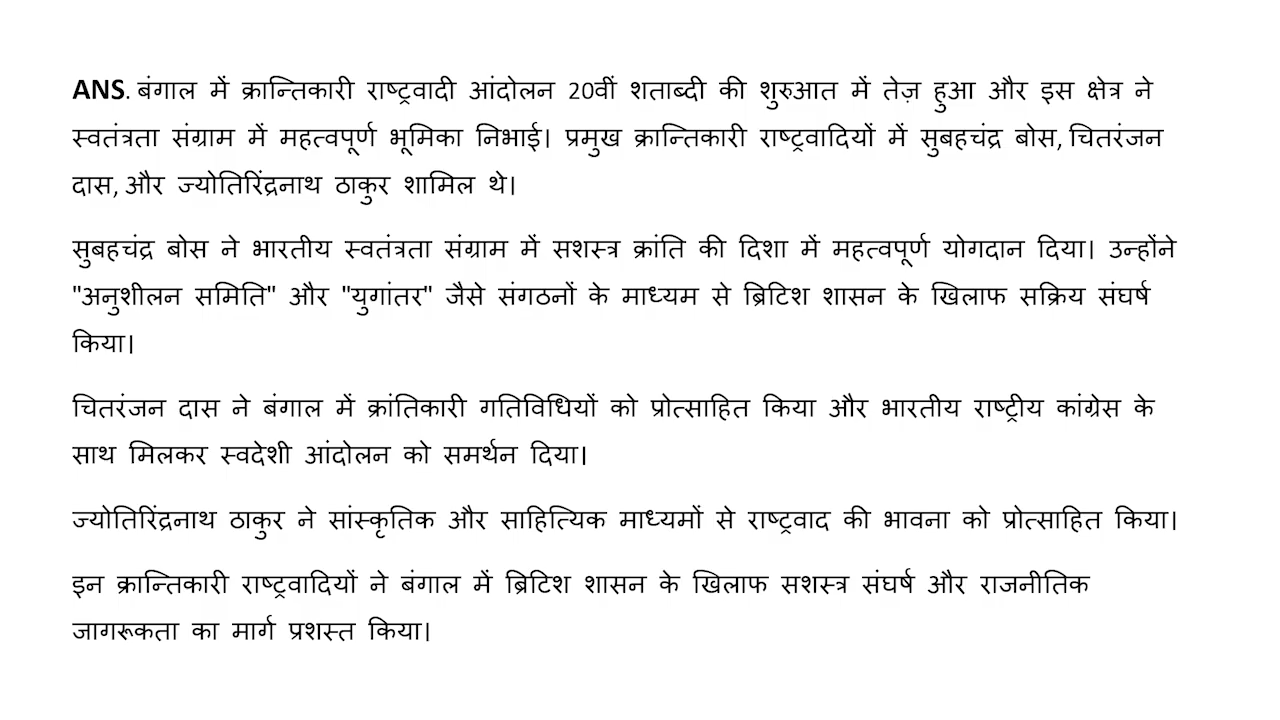 ANS. बंगाल में क्रान्तिकारी राष्ट्रवादी आंदोलन 20वीं शताब्दी की शुरुआत में तेज़ हुआ और इस क्षेत्र ने
स्वतंत्रता संग्राम में महत्वपूर्ण भूमिका निभाई। प्रमुख क्रान्तिकारी राष्ट्रवादियों में सुबहचंद्र बोस, चितरंजन
दास, और ज्योतिरिंद्रनाथ ठाकुर शामिल थे।
सुबहचंद्र बोस ने भारतीय स्वतंत्रता संग्राम में सशस्त्र क्रांति की दिशा में महत्वपूर्ण योगदान दिया। उन्होंने
"अनुशीलन समिति" और "युगांतर" जैसे संगठनों के माध्यम से ब्रिटिश शासन के खिलाफ सक्रिय संघर्ष
किया।
चितरंजन दास ने बंगाल में क्रांतिकारी गतिविधियों को प्रोत्साहित किया और भारतीय राष्ट्रीय कांग्रेस के
साथ मिलकर स्वदेशी आंदोलन को समर्थन दिया।
ज्योतिरिंद्रनाथ ठाकुर ने सांस्कृतिक और साहित्यिक माध्यमों से राष्ट्रवाद की भावना को प्रोत्साहित किया।
इन क्रान्तिकारी राष्ट्रवादियों ने बंगाल में ब्रिटिश शासन के खिलाफ सशस्त्र संघर्ष और राजनीतिक
जागरूकता का मार्ग प्रशस्त किया।